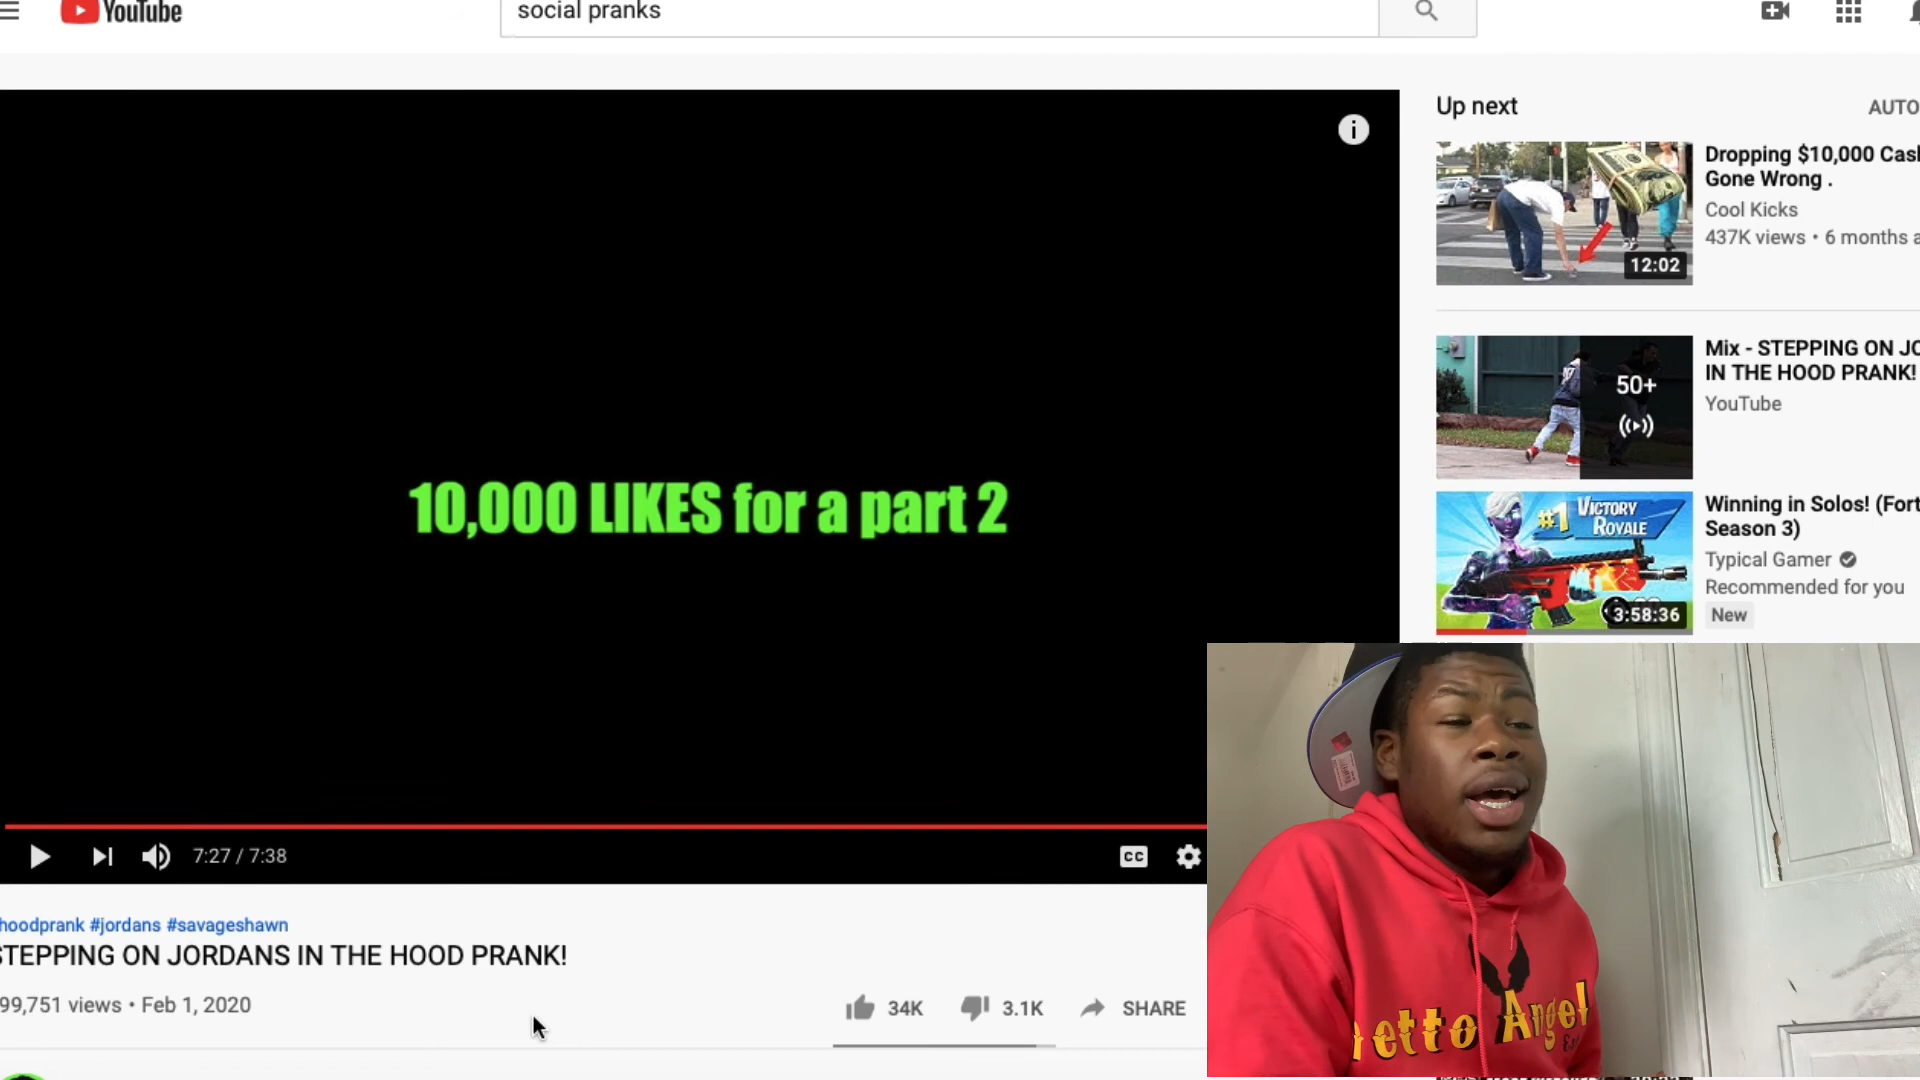 YouTube
social pranks
10,000 LIKES for a part 2
7:27 / 7:38
CC
hoodprank #jordans #savageshawn
STEPPING ON JORDANS IN THE HOOD PRANK!
99,751 views • Feb 1, 2020
34K
3.1K
SHARE
Up next
AUTO
12:02
Dropping $10,000 Cash
Gone Wrong .
Cool Kicks
437K views • 6 months a
50+
Mix - STEPPING ON JO
IN THE HOOD PRANK!
YouTube
#1 VICTORY
ROYALE
3:58:36
Winning in Solos! (Fort
Season 3)
Typical Gamer
Recommended for you
New
etto Angel